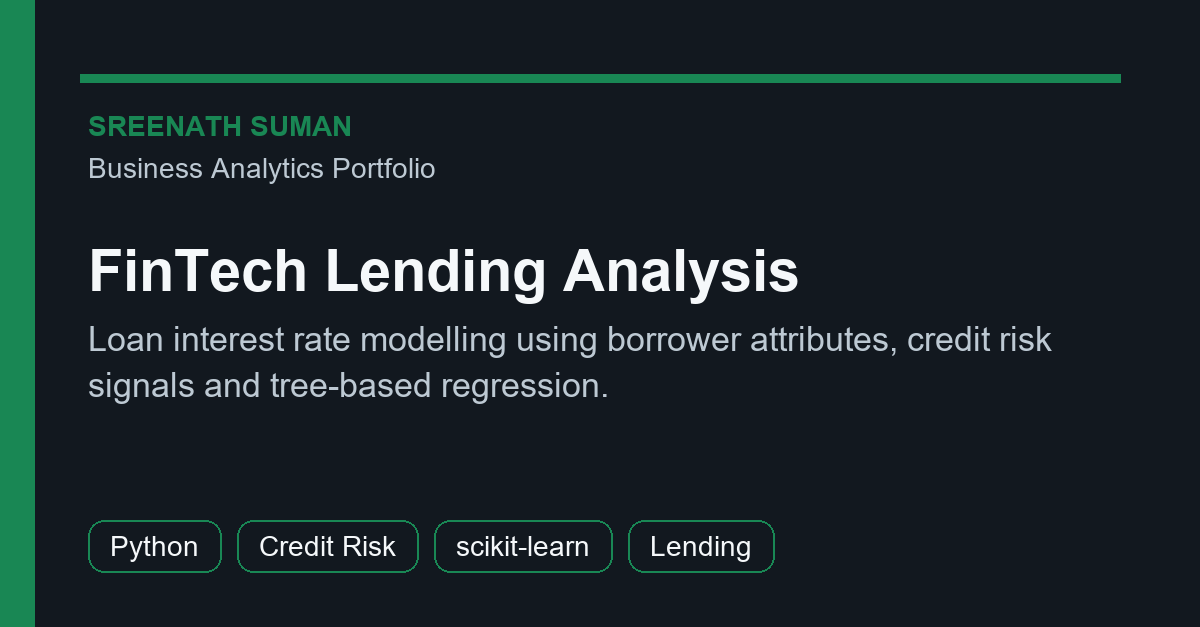 SREENATH SUMAN
Business Analytics Portfolio
FinTech Lending Analysis
Loan interest rate modelling using borrower attributes, credit risk
signals and tree-based regression.
Python Credit Risk scikit-learn Lending